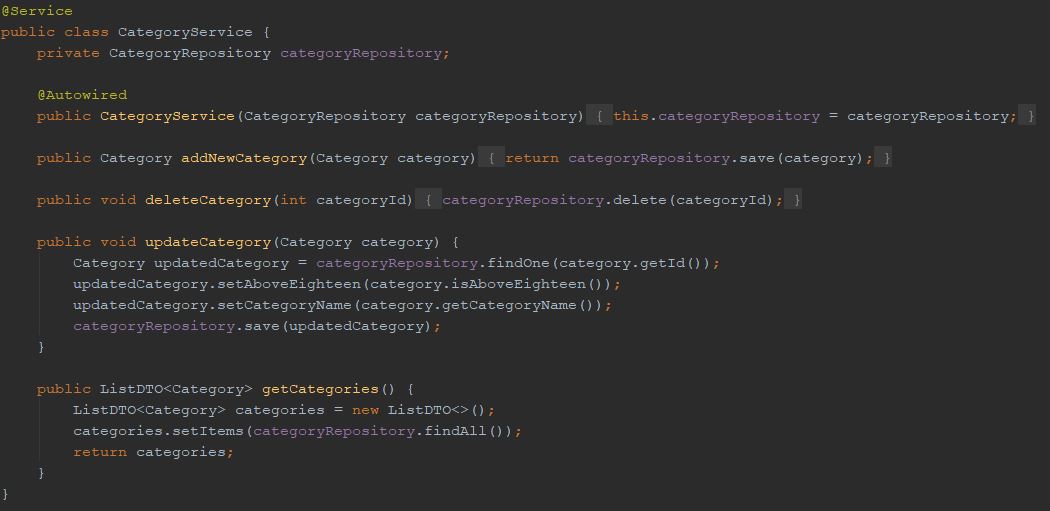 @Service
public class CategoryService {
    private CategoryRepository categoryRepository;

    @Autowired
    public CategoryService(CategoryRepository categoryRepository) { this.categoryRepository = categoryRepository; }

    public Category addNewCategory(Category category) { return categoryRepository.save(category); }

    public void deleteCategory(int categoryId) { categoryRepository.delete(categoryId); }

    public void updateCategory(Category category) {
        Category updatedCategory = categoryRepository.findOne(category.getId());
        updatedCategory.setAboveEighteen(category.isAboveEighteen());
        updatedCategory.setCategoryName(category.getCategoryName());
        categoryRepository.save(updatedCategory);
    }

    public ListDTO<Category> getCategories() {
        ListDTO<Category> categories = new ListDTO<>();
        categories.setItems(categoryRepository.findAll());
        return categories;
    }
}